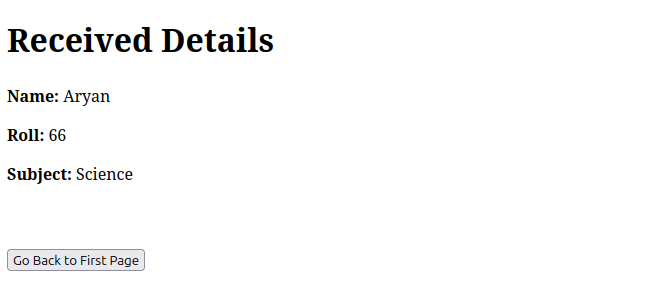 Received Details
Name: Aryan
Roll: 66
Subject: Science
Go Back to First Page